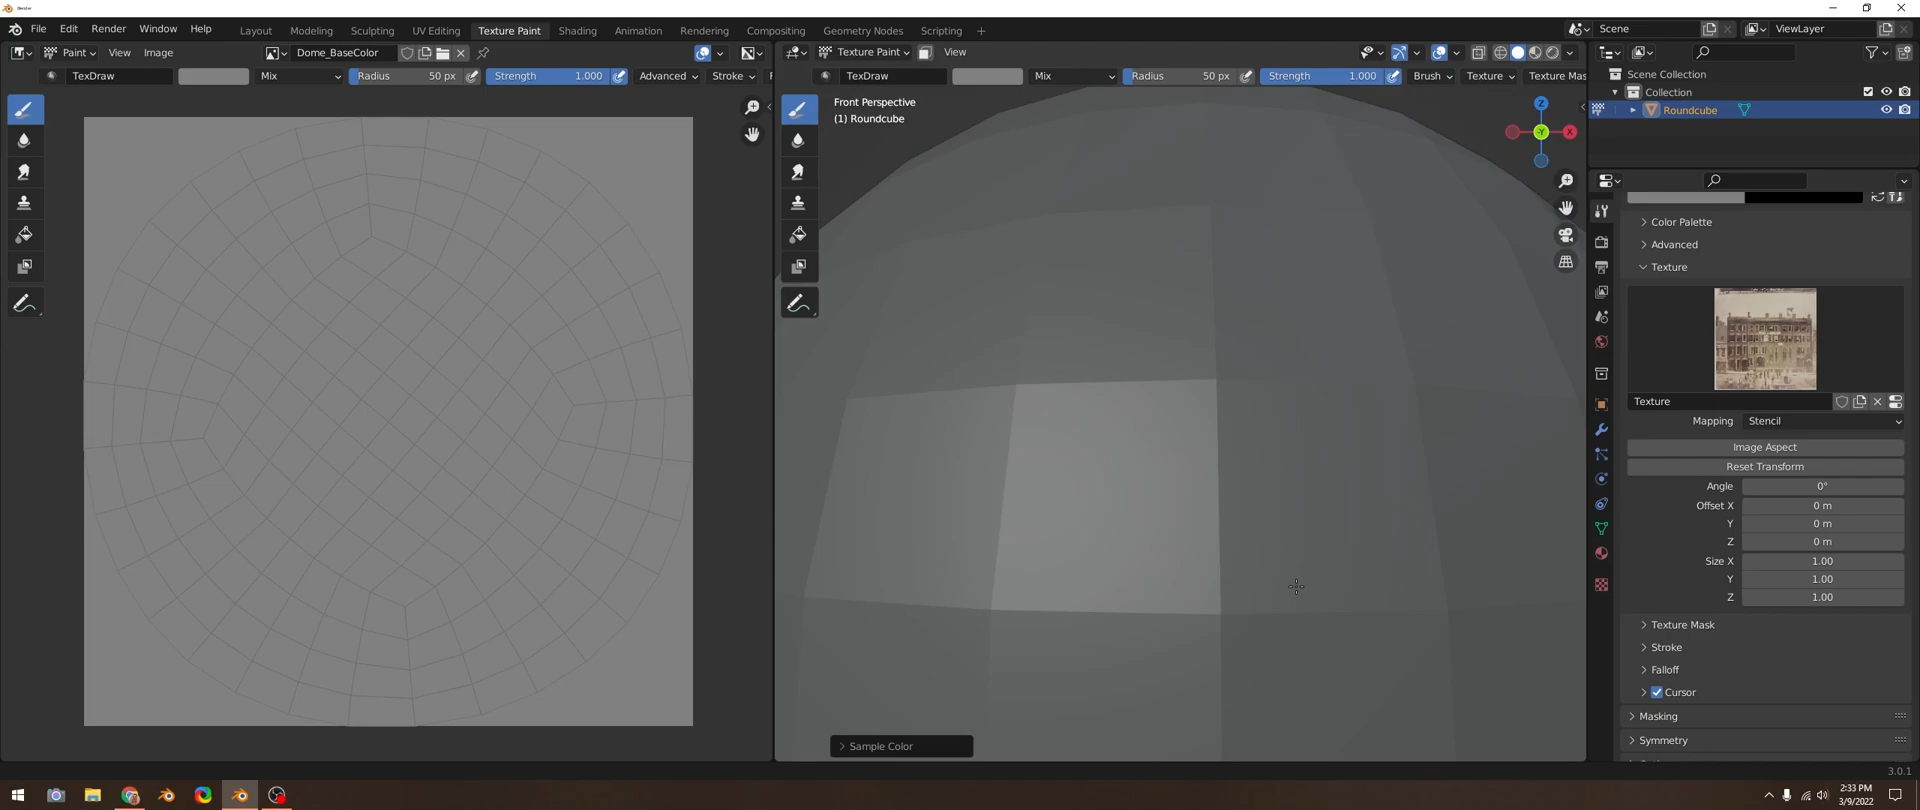 Blender
File Edit Render Window Help
Layout Modeling Sculpting UV Editing Texture Paint Shading Animation Rendering Compositing Geometry Nodes Scripting +
Scene
ViewLayer
Paint View Image
Dome_BaseColor
Texture Paint View
TexDraw Mix Radius 50 px Strength 1.000 Advanced Stroke
TexDraw Mix Radius 50 px Strength 1.000 Brush Texture Texture Mas
Scene Collection
Collection
Roundcube
Front Perspective
(1) Roundcube
Z
Y
X
Color Palette
Advanced
Texture
Texture
Mapping Stencil
Image Aspect
Reset Transform
Angle 0°
Offset X 0 m
Y 0 m
Z 0 m
Size X 1.00
Y 1.00
Z 1.00
Texture Mask
Stroke
Falloff
Cursor
Masking
Symmetry
Sample Color
3.0.1
2:33 PM
3/9/2022